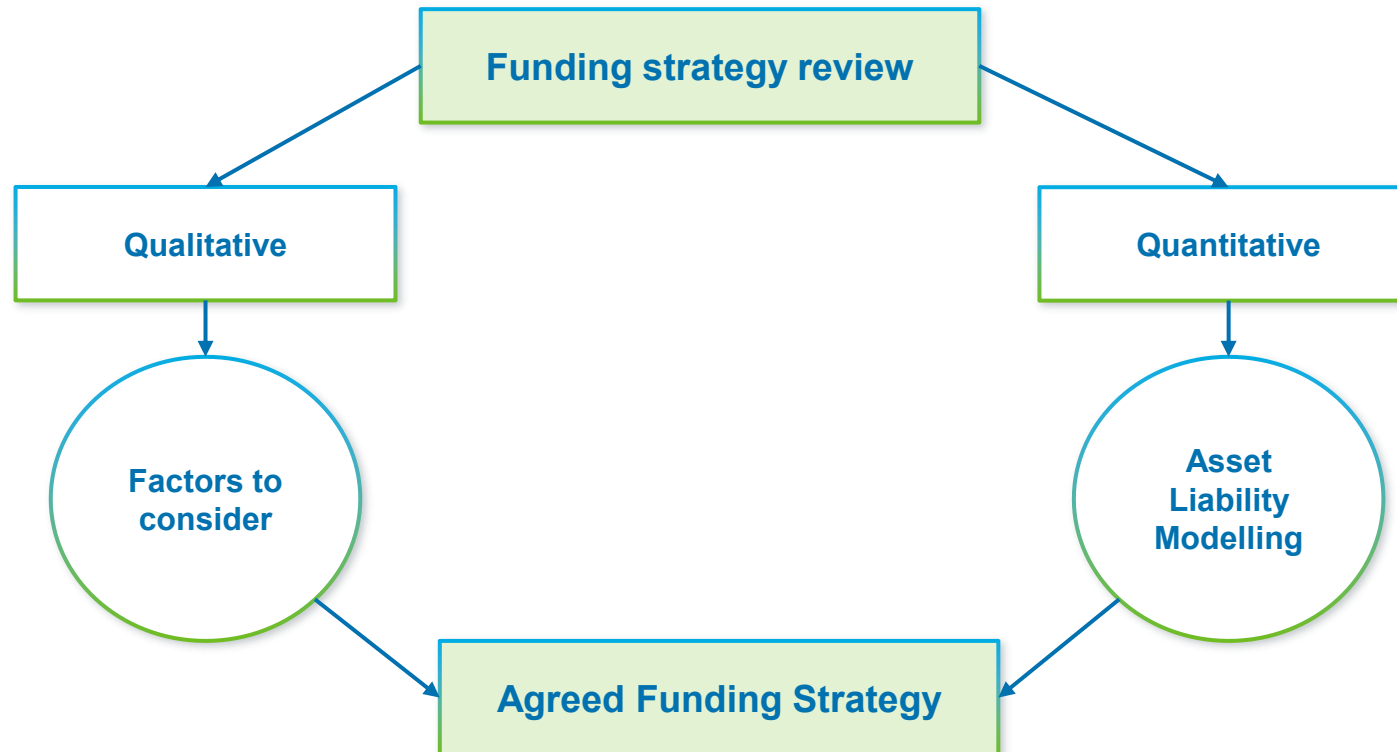 Funding strategy review
Qualitative
Quantitative
Factors to
consider
Asset
Liability
Modelling
Agreed Funding Strategy